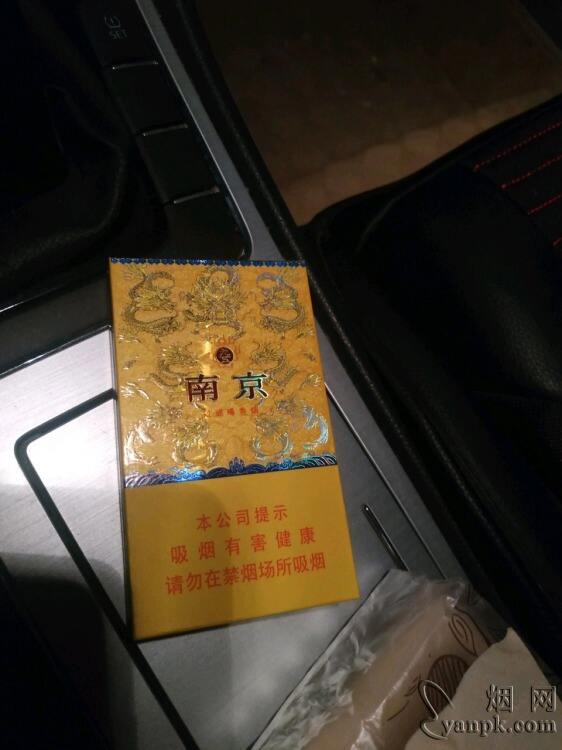 SET
南京
本公司提示
吸烟有害健康
请勿在禁烟场所吸烟
烟网
yanpk.com